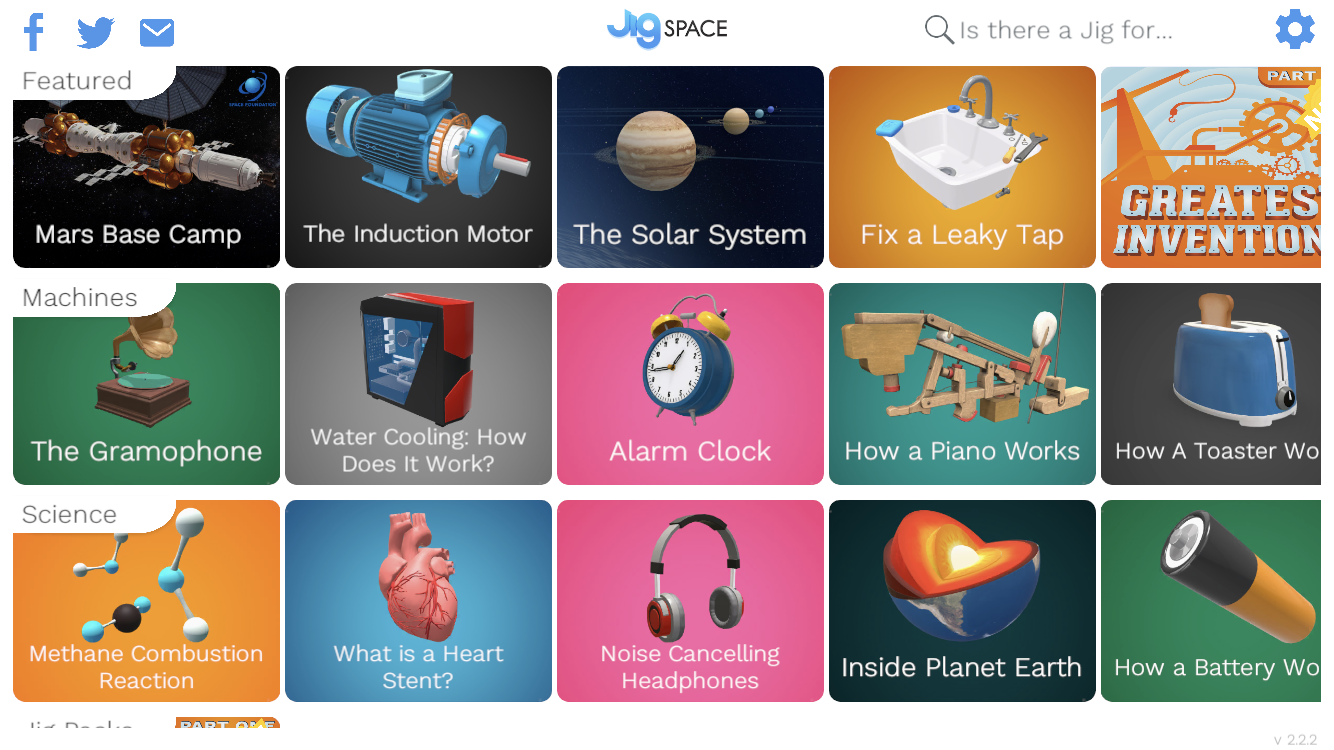 Jig SPACE
Is there a Jig for...
Featured
SPACE FOUNDATION
Mars Base Camp
The Induction Motor
The Solar System
Fix a Leaky Tap
PART
GREATES
INVENTION
Machines
The Gramophone
Water Cooling: How
Does It Work?
Alarm Clock
How a Piano Works
How A Toaster Wo
Science
Methane Combustion
Reaction
What is a Heart
Stent?
Noise Cancelling
Headphones
Inside Planet Earth
How a Battery Wo
Jig Packs
PART ONE
v 2.2.2